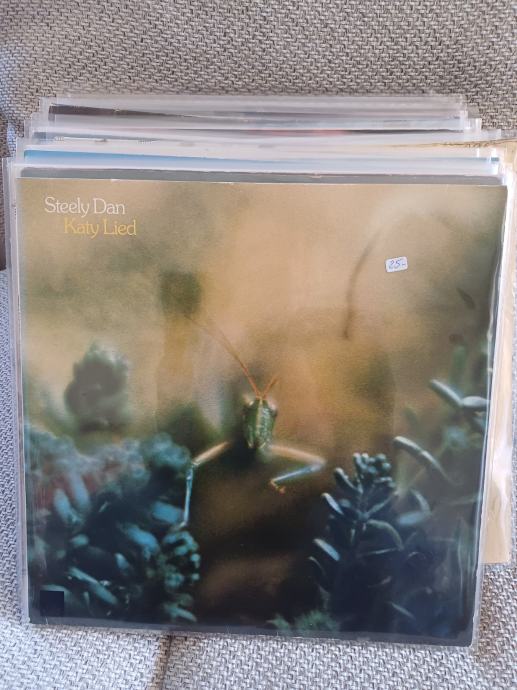 Steely Dan
Katy Lied
25-